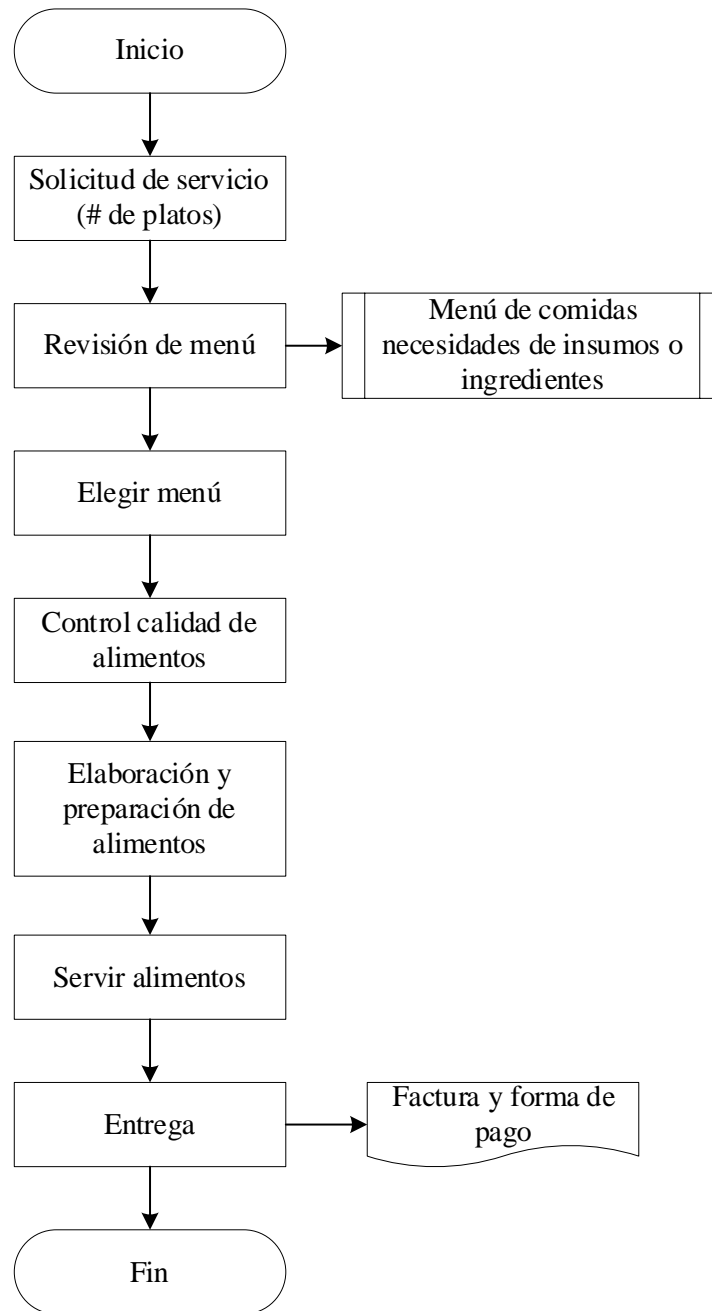 Inicio
Solicitud de servicio
(# de platos)
Revisión de menú
Menú de comidas
necesidades de insumos o
ingredientes
Elegir menú
Control calidad de
alimentos
Elaboración y
preparación de
alimentos
Servir alimentos
Entrega
Factura y forma de
pago
Fin